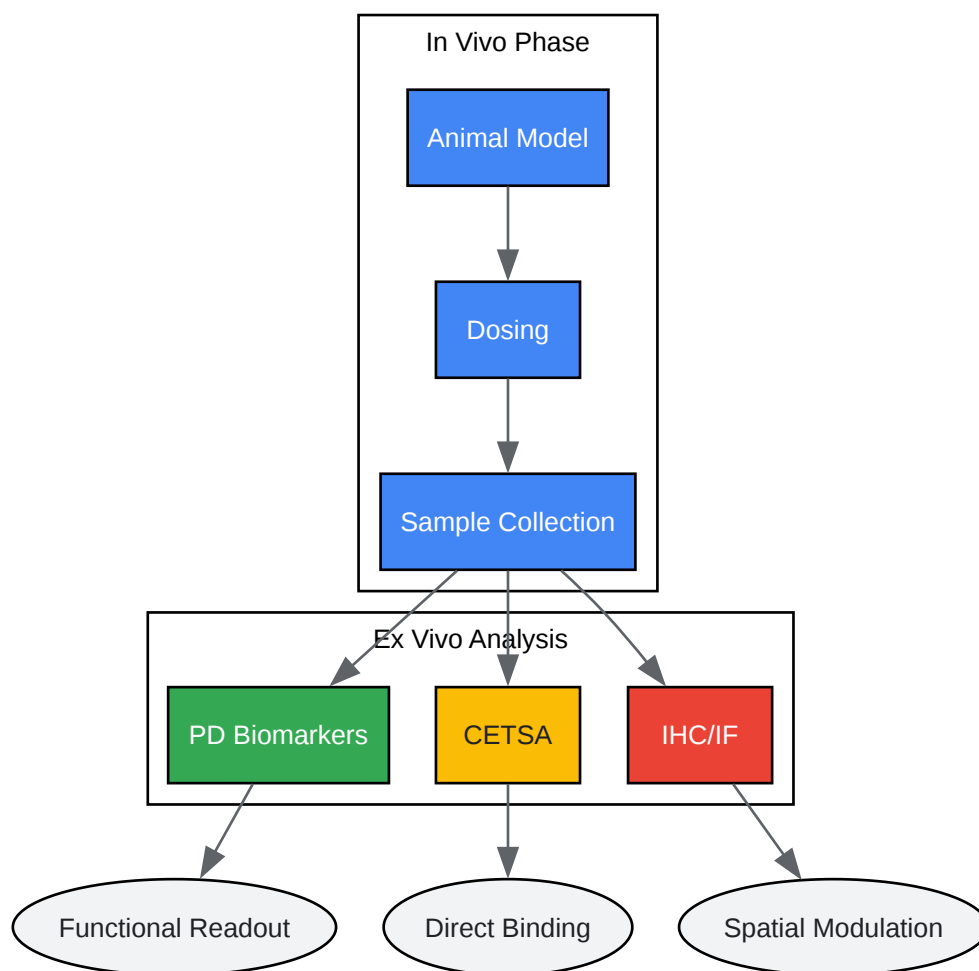 In Vivo Phase
Animal Model
Dosing
Sample Collection
Ex Vivo Analysis
PD Biomarkers
CETSA
IHC/IF
Functional Readout
Direct Binding
Spatial Modulation